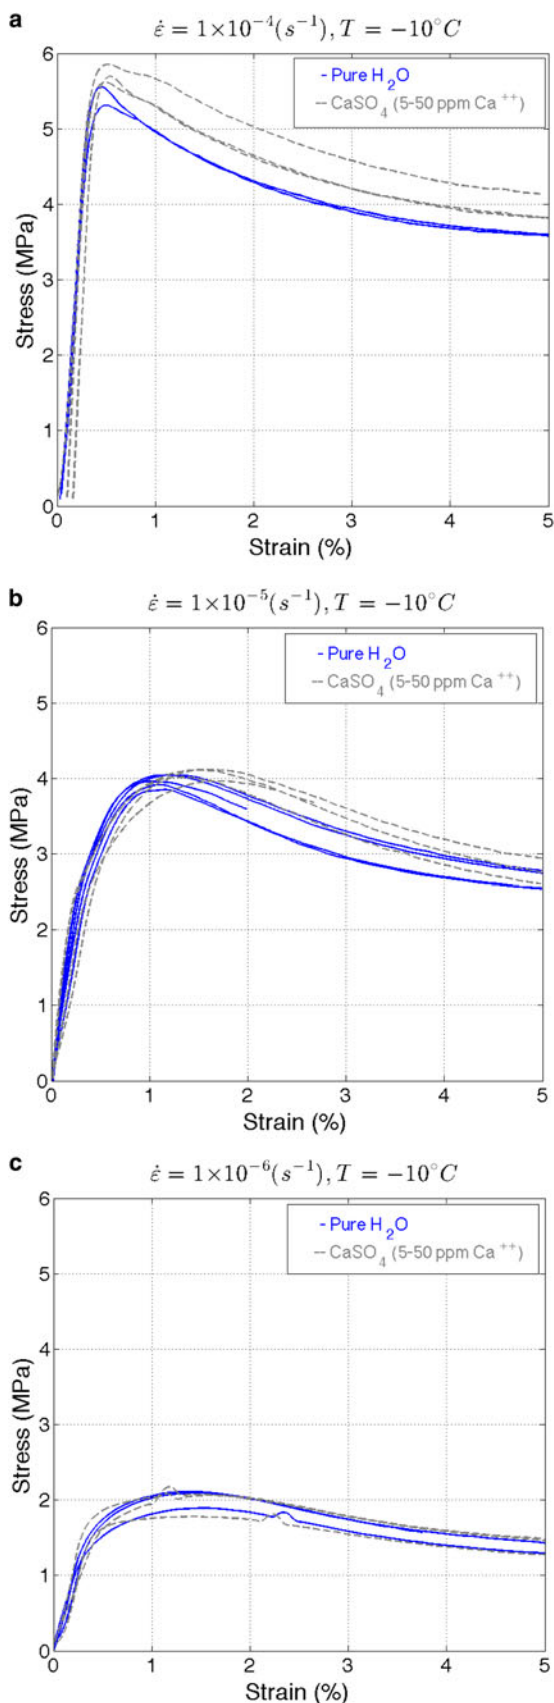 a
ε̇ = 1×10⁻⁴(s⁻¹), T = −10°C
6
- Pure H₂O
-- CaSO₄ (5-50 ppm Ca⁺⁺)
5
4
3
2
1
0
Stress (MPa)
0 1 2 3 4 5
Strain (%)
b
ε̇ = 1×10⁻⁵(s⁻¹), T = −10°C
6
- Pure H₂O
-- CaSO₄ (5-50 ppm Ca⁺⁺)
5
4
3
2
1
0
Stress (MPa)
0 1 2 3 4 5
Strain (%)
c
ε̇ = 1×10⁻⁶(s⁻¹), T = −10°C
6
- Pure H₂O
-- CaSO₄ (5-50 ppm Ca⁺⁺)
5
4
3
2
1
0
Stress (MPa)
0 1 2 3 4 5
Strain (%)